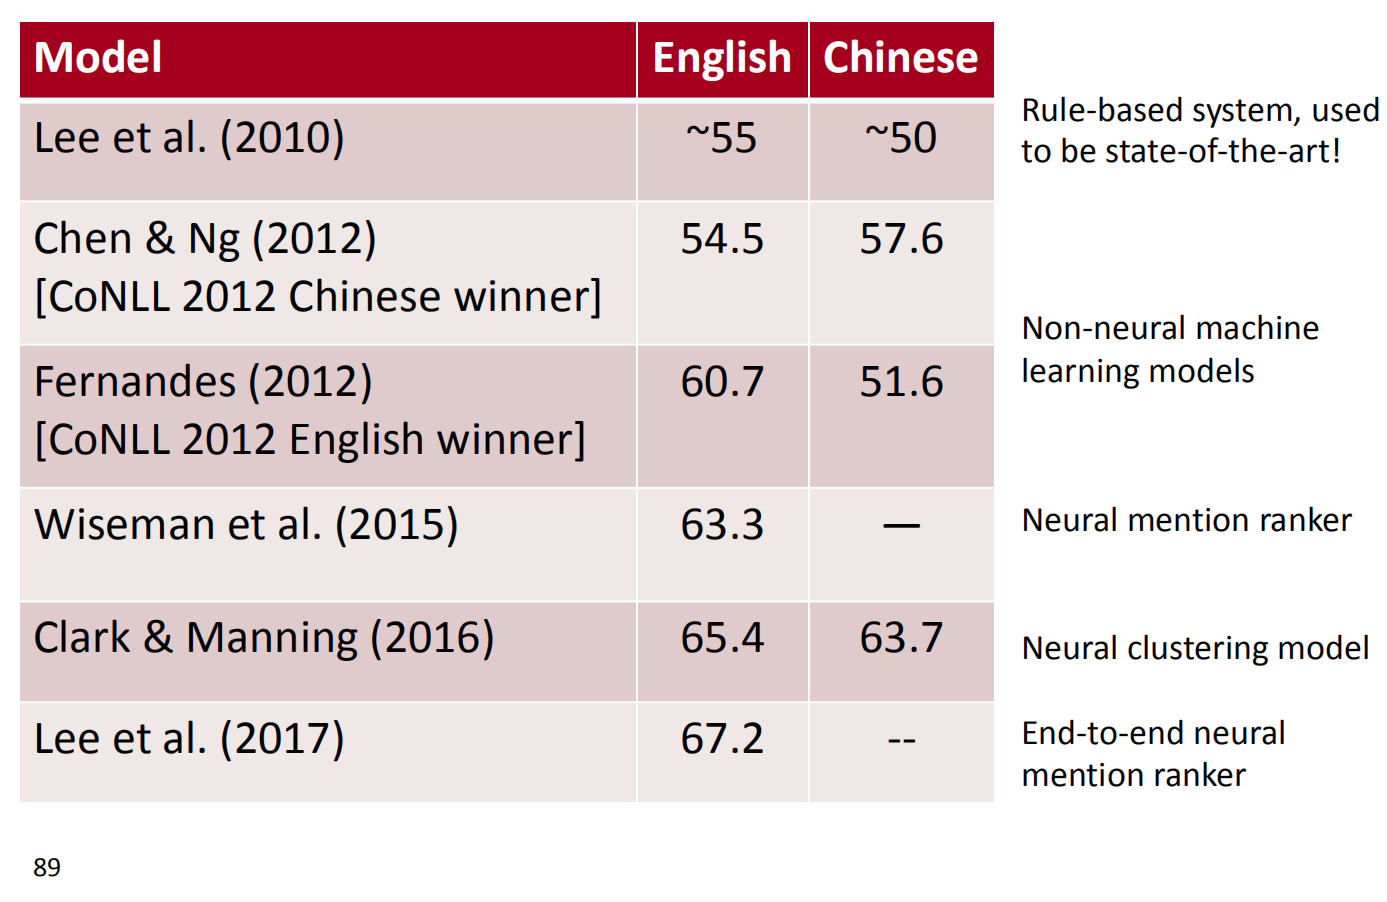 Model English Chinese
Lee et al. (2010) ~55 ~50
Rule-based system, used
to be state-of-the-art!
Chen & Ng (2012) 54.5 57.6
[CoNLL 2012 Chinese winner]
Non-neural machine
learning models
Fernandes (2012) 60.7 51.6
[CoNLL 2012 English winner]
Wiseman et al. (2015) 63.3 —
Neural mention ranker
Clark & Manning (2016) 65.4 63.7
Neural clustering model
Lee et al. (2017) 67.2 --
End-to-end neural
mention ranker
89